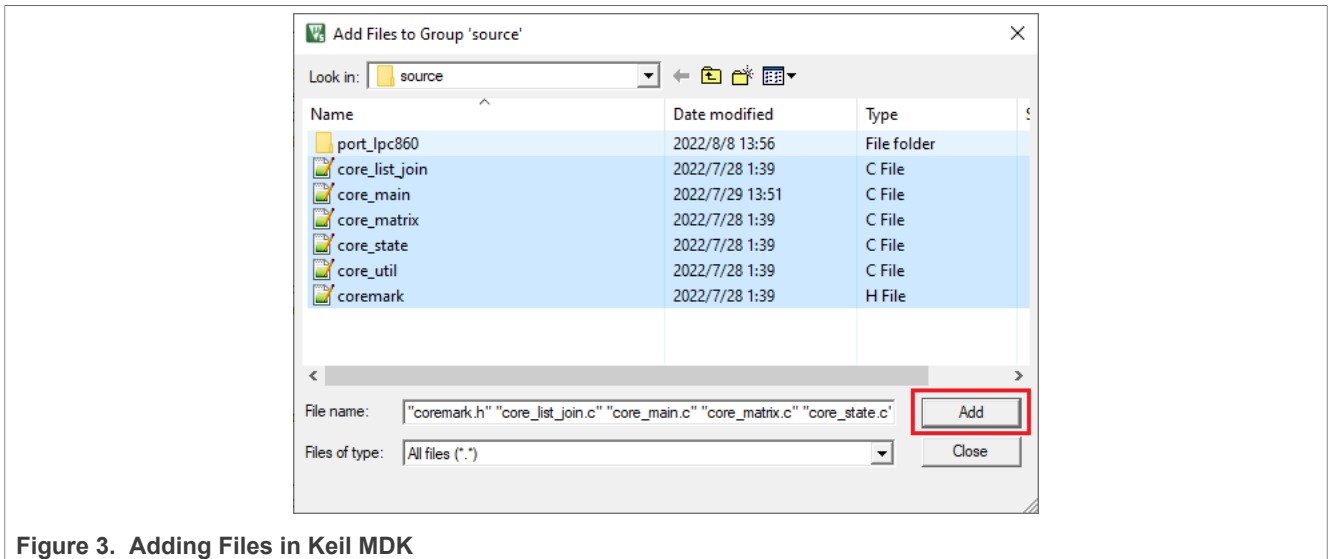 Add Files to Group 'source'
Look in: source
Name Date modified Type
port_lpc860 2022/8/8 13:56 File folder
core_list_join 2022/7/28 1:39 C File
core_main 2022/7/29 13:51 C File
core_matrix 2022/7/28 1:39 C File
core_state 2022/7/28 1:39 C File
core_util 2022/7/28 1:39 C File
coremark 2022/7/28 1:39 H File
File name: "coremark.h" "core_list_join.c" "core_main.c" "core_matrix.c" "core_state.c" Add
Files of type: All files (*.*) Close
Figure 3. Adding Files in Keil MDK